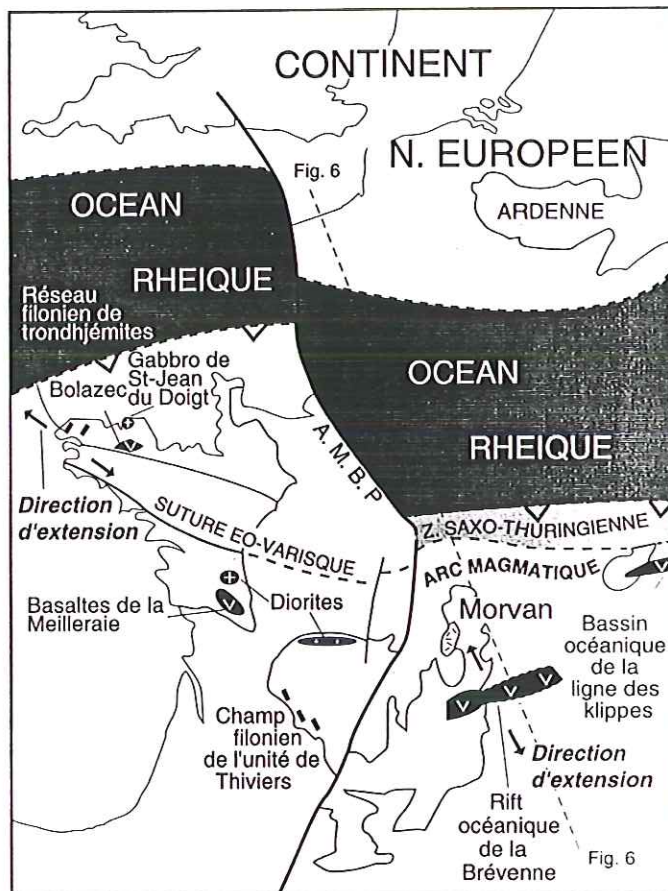 CONTINENT
N. EUROPEEN
Fig. 6
ARDENNE
OCEAN
RHEIQUE
Réseau
filonien de
trondhjémites
Gabbro de
St-Jean
du Doigt
Bolazec
OCEAN
RHEIQUE
A. M. B. P
Direction
d'extension
SUTURE EO-VARISQUE
Z. SAXO-THURINGIENNE
ARC MAGMATIQUE
Basaltes de la
Meilleraie
Diorites
Morvan
Bassin
océanique
de la
ligne des
klippes
Champ
filonien
de l'unité de
Thiviers
Direction
d'extension
Rift
océanique
de la
Brévenne
Fig. 6